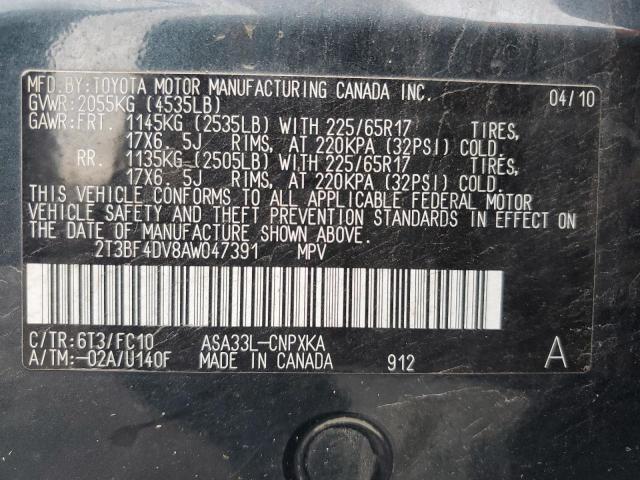 MFD.BY:TOYOTA MOTOR MANUFACTURING CANADA INC. 04/10
GVWR:2055KG (4535LB)
GAWR:FRT. 1145KG (2535LB) WITH 225/65R17 TIRES,
17X6.5J RIMS, AT 220KPA (32PSI) COLD.
RR. 1135KG (2505LB) WITH 225/65R17 TIRES,
17X6.5J RIMS, AT 220KPA (32PSI) COLD.
THIS VEHICLE CONFORMS TO ALL APPLICABLE FEDERAL MOTOR
VEHICLE SAFETY AND THEFT PREVENTION STANDARDS IN EFFECT ON
THE DATE OF MANUFACTURE SHOWN ABOVE.
2T3BF4DV8AW047391 MPV
C/TR:6T3/FC10 ASA33L-CNPXKA A
A/TM:-02A/U140F MADE IN CANADA 912